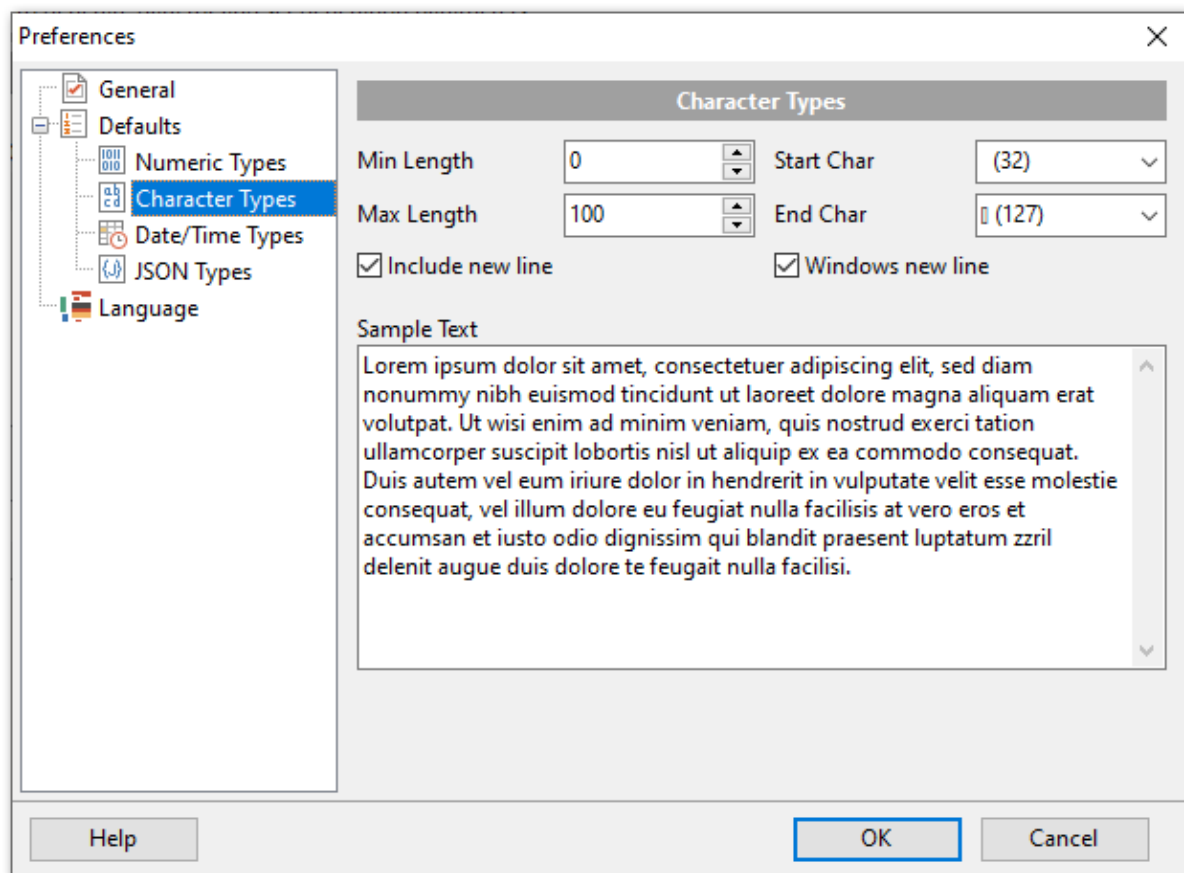 Preferences
General
Defaults
Numeric Types
Character Types
Date/Time Types
JSON Types
Language
Character Types
Min Length 0 Start Char (32)
Max Length 100 End Char ▯ (127)
Include new line Windows new line
Sample Text
Lorem ipsum dolor sit amet, consectetuer adipiscing elit, sed diam
nonummy nibh euismod tincidunt ut laoreet dolore magna aliquam erat
volutpat. Ut wisi enim ad minim veniam, quis nostrud exerci tation
ullamcorper suscipit lobortis nisl ut aliquip ex ea commodo consequat.
Duis autem vel eum iriure dolor in hendrerit in vulputate velit esse molestie
consequat, vel illum dolore eu feugiat nulla facilisis at vero eros et
accumsan et iusto odio dignissim qui blandit praesent luptatum zzril
delenit augue duis dolore te feugait nulla facilisi.
Help OK Cancel